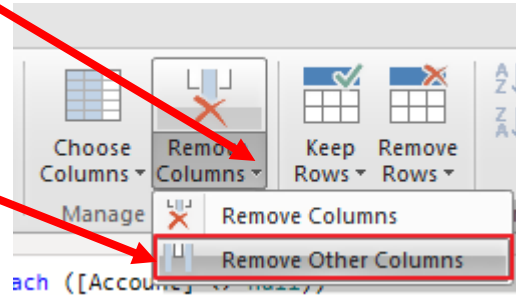 Choose Remove Keep Remove
Columns Columns Rows Rows
Manage
Remove Columns
Remove Other Columns
ach ([Account] <> null))